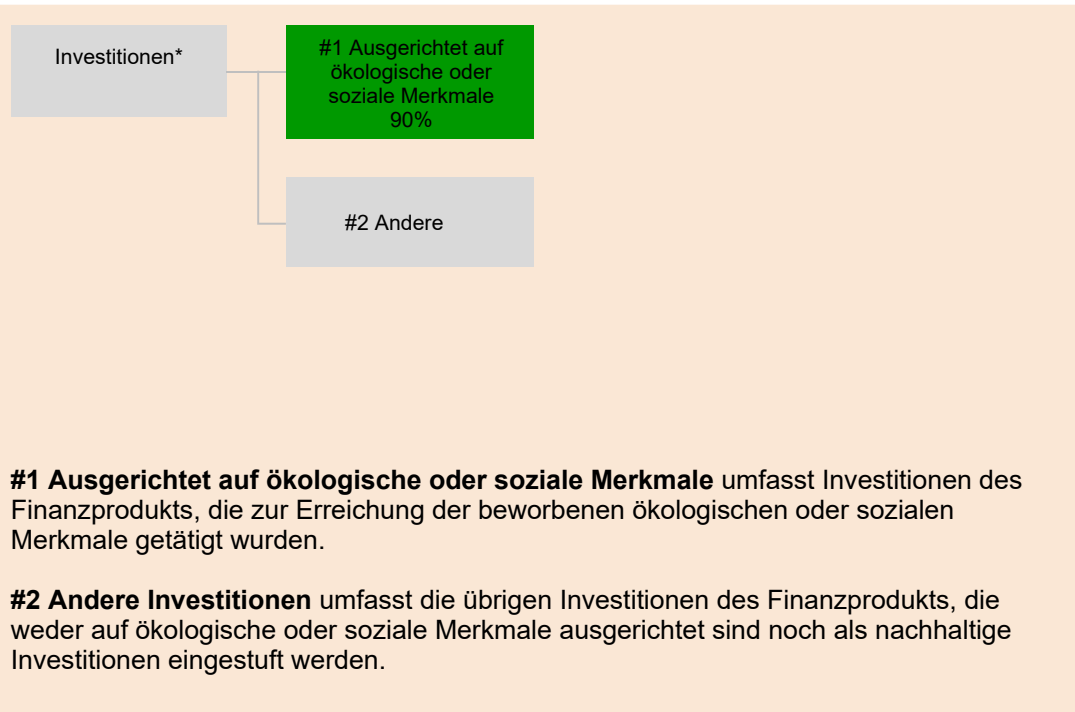 Investitionen*
#1 Ausgerichtet auf
ökologische oder
soziale Merkmale
90%
#2 Andere
#1 Ausgerichtet auf ökologische oder soziale Merkmale umfasst Investitionen des
Finanzprodukts, die zur Erreichung der beworbenen ökologischen oder sozialen
Merkmale getätigt wurden.
#2 Andere Investitionen umfasst die übrigen Investitionen des Finanzprodukts, die
weder auf ökologische oder soziale Merkmale ausgerichtet sind noch als nachhaltige
Investitionen eingestuft werden.